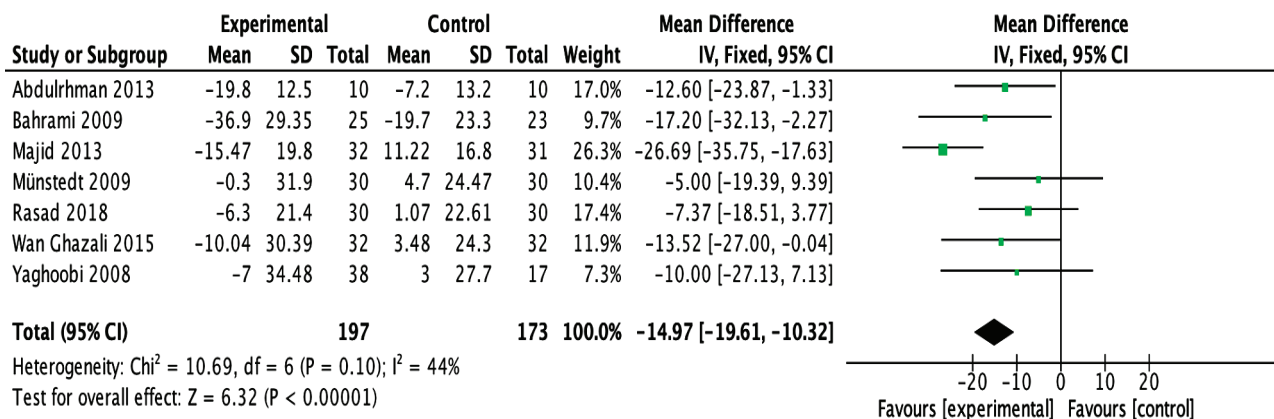 Experimental Control Mean Difference Mean Difference
Study or Subgroup Mean SD Total Mean SD Total Weight IV, Fixed, 95% CI IV, Fixed, 95% CI
Abdulrhman 2013 −19.8 12.5 10 −7.2 13.2 10 17.0% −12.60 [−23.87, −1.33]
Bahrami 2009 −36.9 29.35 25 −19.7 23.3 23 9.7% −17.20 [−32.13, −2.27]
Majid 2013 −15.47 19.8 32 11.22 16.8 31 26.3% −26.69 [−35.75, −17.63]
Münstedt 2009 −0.3 31.9 30 4.7 24.47 30 10.4% −5.00 [−19.39, 9.39]
Rasad 2018 −6.3 21.4 30 1.07 22.61 30 17.4% −7.37 [−18.51, 3.77]
Wan Ghazali 2015 −10.04 30.39 32 3.48 24.3 32 11.9% −13.52 [−27.00, −0.04]
Yaghoobi 2008 −7 34.48 38 3 27.7 17 7.3% −10.00 [−27.13, 7.13]
Total (95% CI) 197 173 100.0% −14.97 [−19.61, −10.32]
Heterogeneity: Chi² = 10.69, df = 6 (P = 0.10); I² = 44%
Test for overall effect: Z = 6.32 (P < 0.00001)
−20 −10 0 10 20
Favours [experimental] Favours [control]